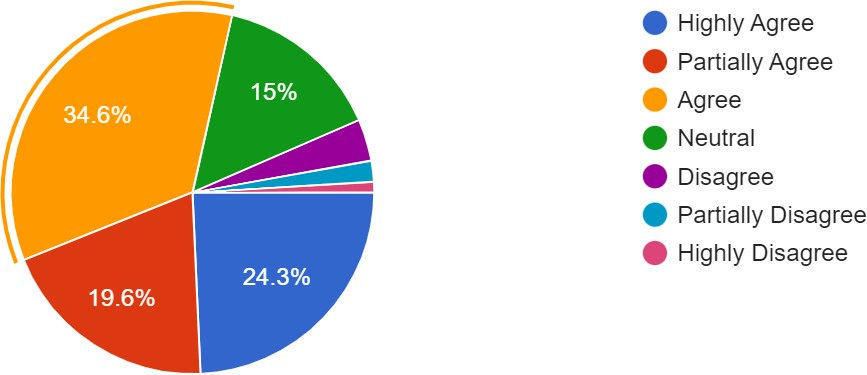 34.6%
15%
19.6%
24.3%
Highly Agree
Partially Agree
Agree
Neutral
Disagree
Partially Disagree
Highly Disagree